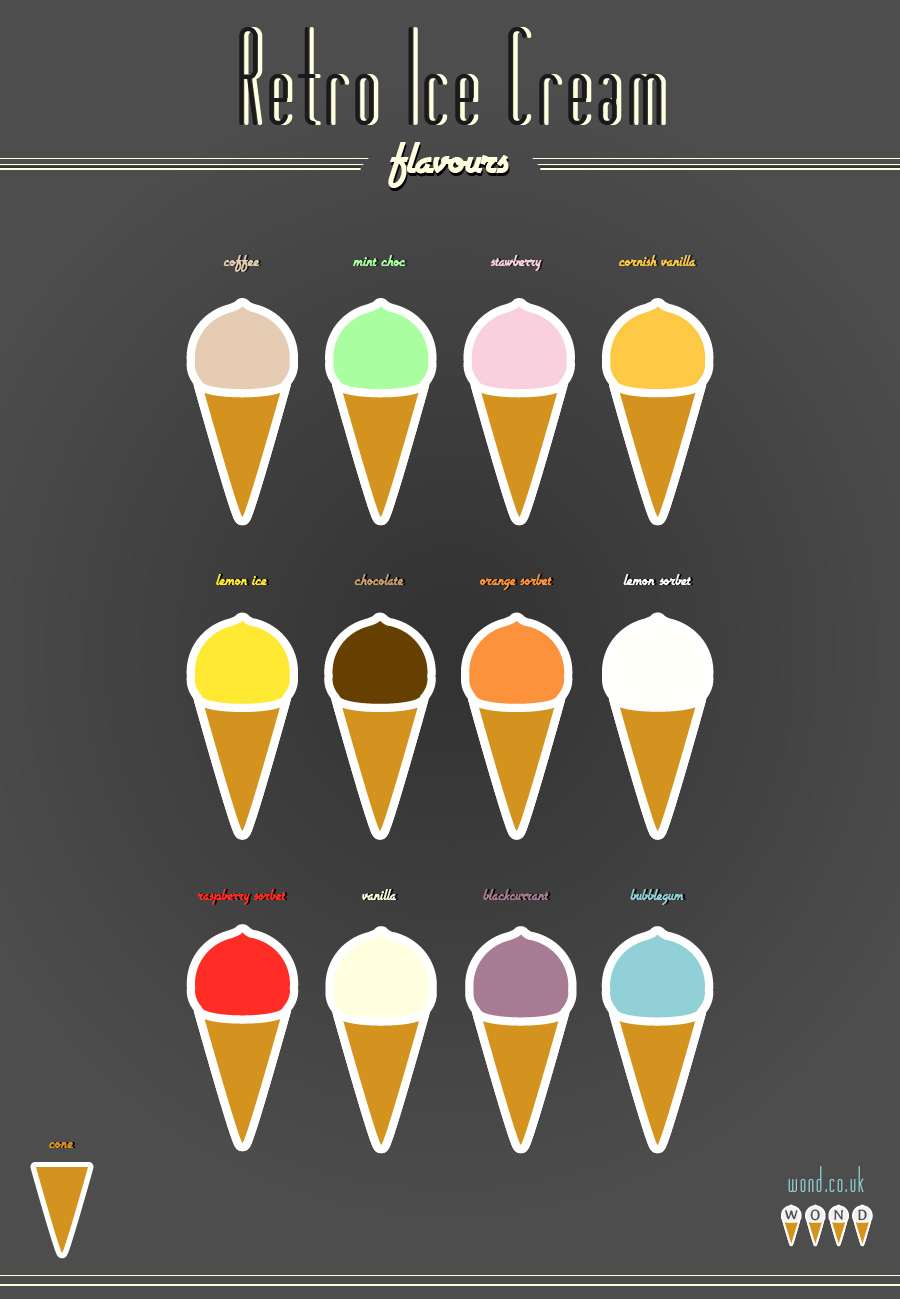 Retro Ice Cream
flavours
coffee mint choc stawberry cornish vanilla
lemon ice chocolate orange sorbet lemon sorbet
raspberry sorbet vanilla blackcurrant bubblegum
cone
wond.co.uk
W O N D